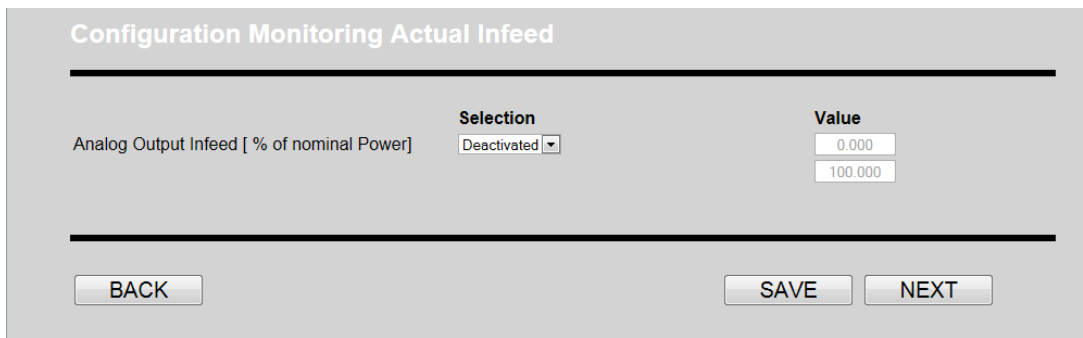 Configuration Monitoring Actual Infeed
Selection Value
Analog Output Infeed [ % of nominal Power] Deactivated 0.000
100.000
BACK SAVE NEXT